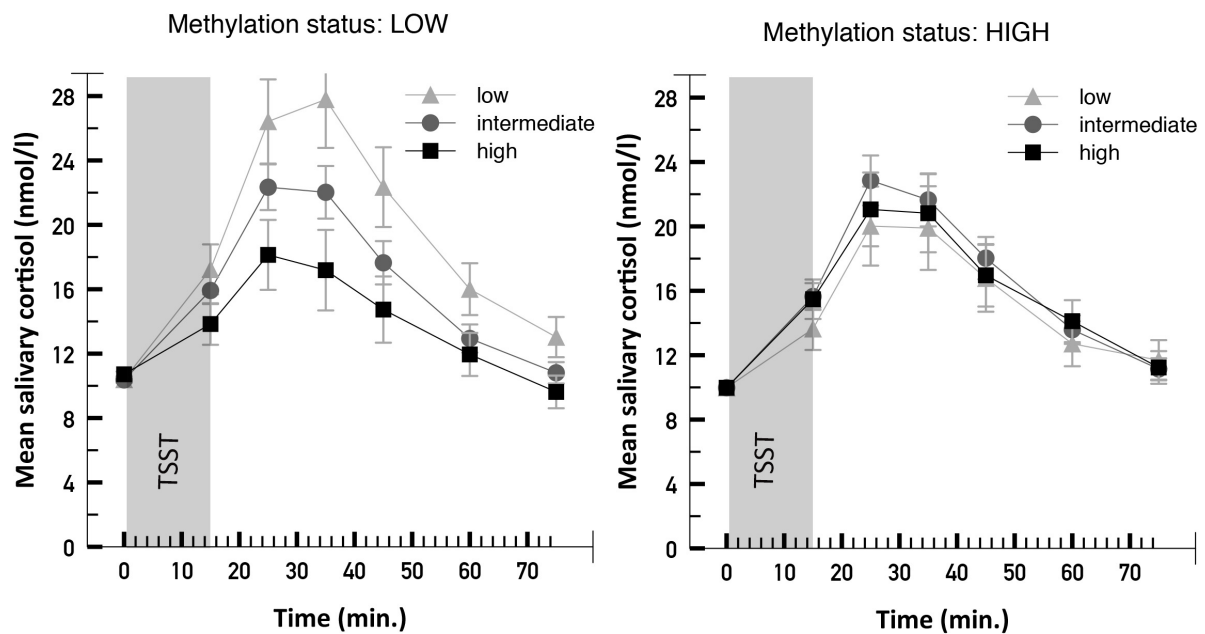 Methylation status: LOW
Mean salivary cortisol (nmol/l)
28
24
20
16
12
8
4
0
TSST
low
intermediate
high
0 10 20 30 40 50 60 70
Time (min.)
Methylation status: HIGH
Mean salivary cortisol (nmol/l)
28
24
20
16
12
8
4
0
TSST
low
intermediate
high
0 10 20 30 40 50 60 70
Time (min.)